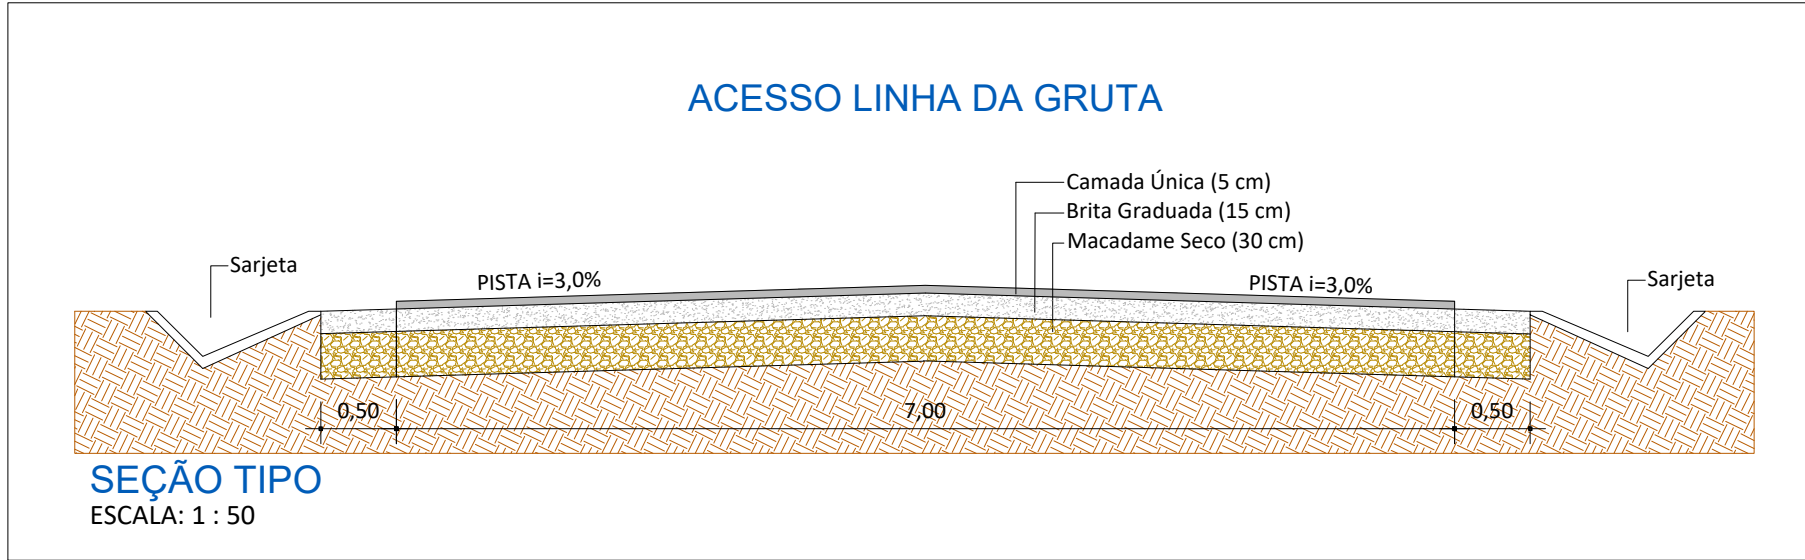 ACESSO LINHA DA GRUTA
Camada Única (5 cm)
Brita Graduada (15 cm)
Macadame Seco (30 cm)
Sarjeta
PISTA i=3,0%
PISTA i=3,0%
Sarjeta
0,50
7,00
0,50
SEÇÃO TIPO
ESCALA: 1 : 50